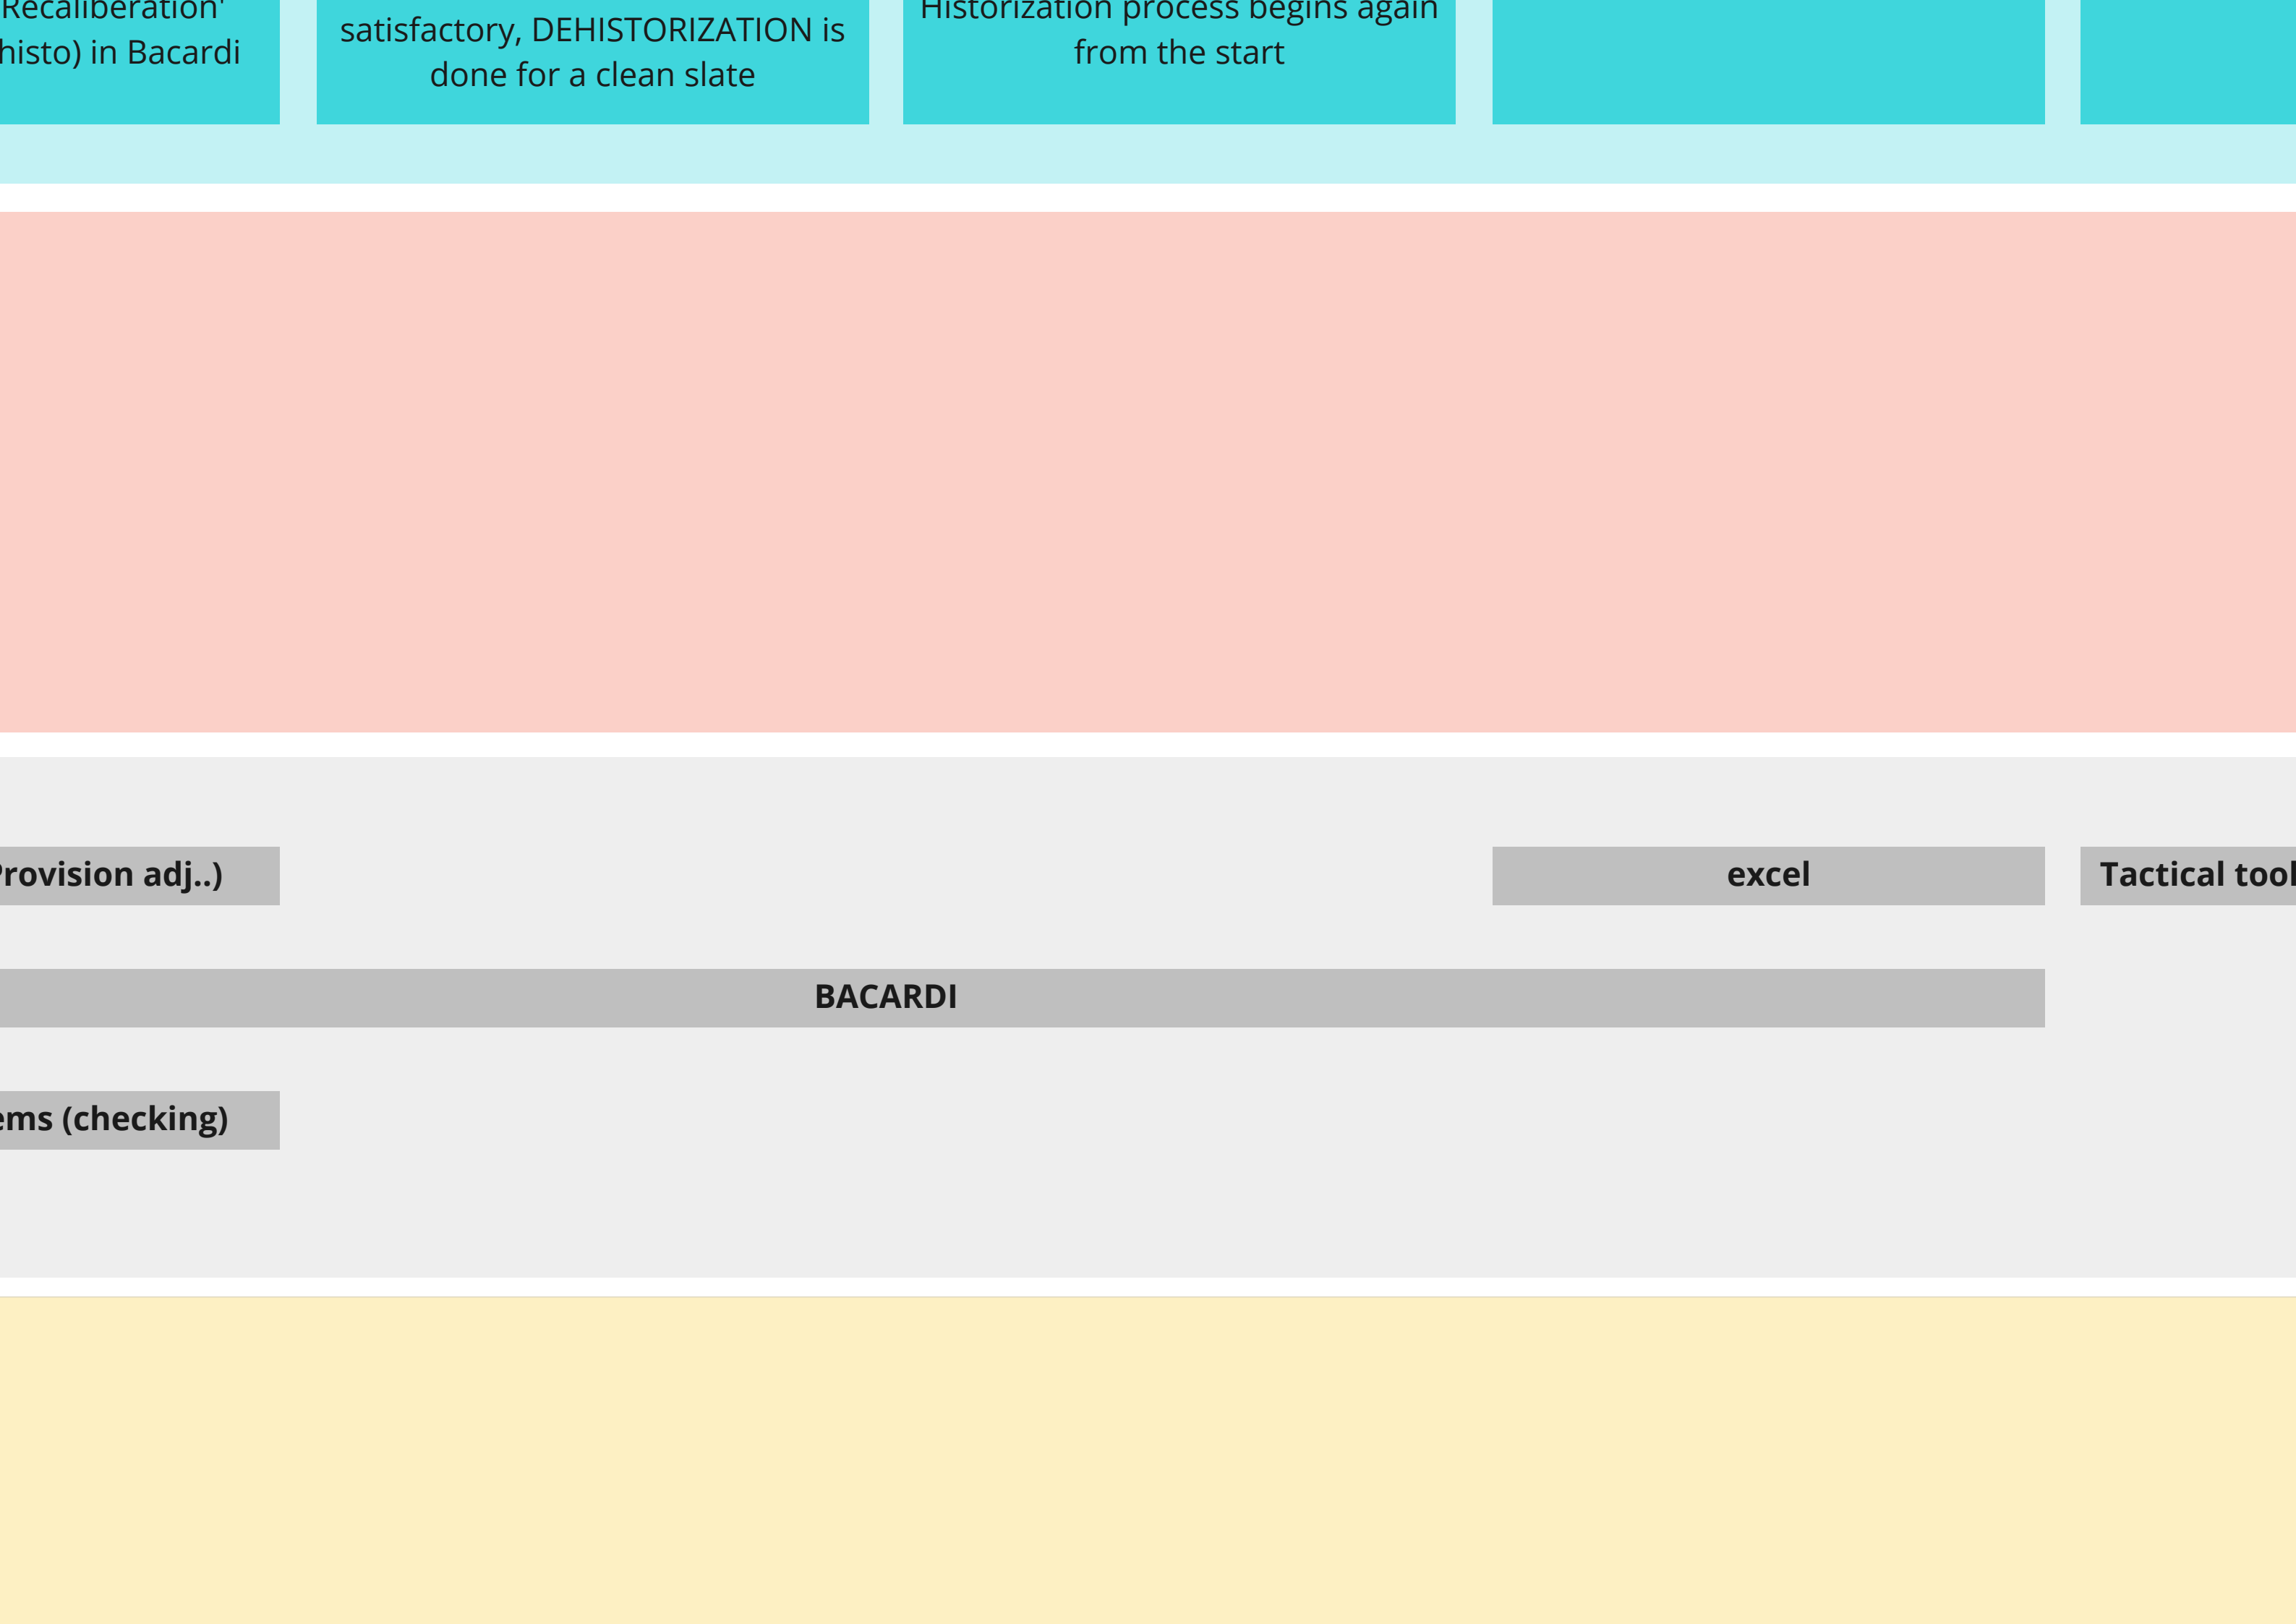 Recaliberation'
histo) in Bacardi
satisfactory, DEHISTORIZATION is
done for a clean slate
Historization process begins again
from the start
Provision adj..)
excel
Tactical tool
BACARDI
ems (checking)